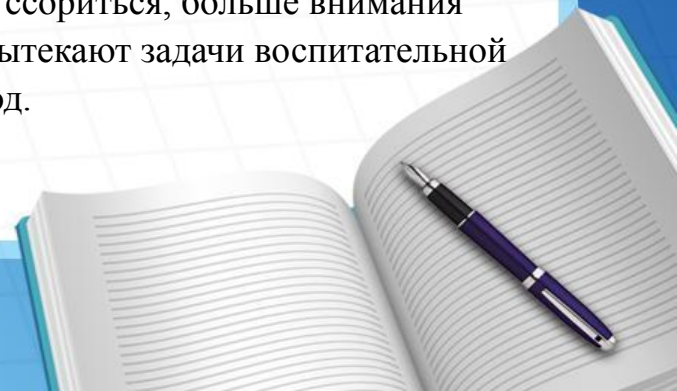 ссориться, больше внимания
ытекают задачи воспитательной
од.